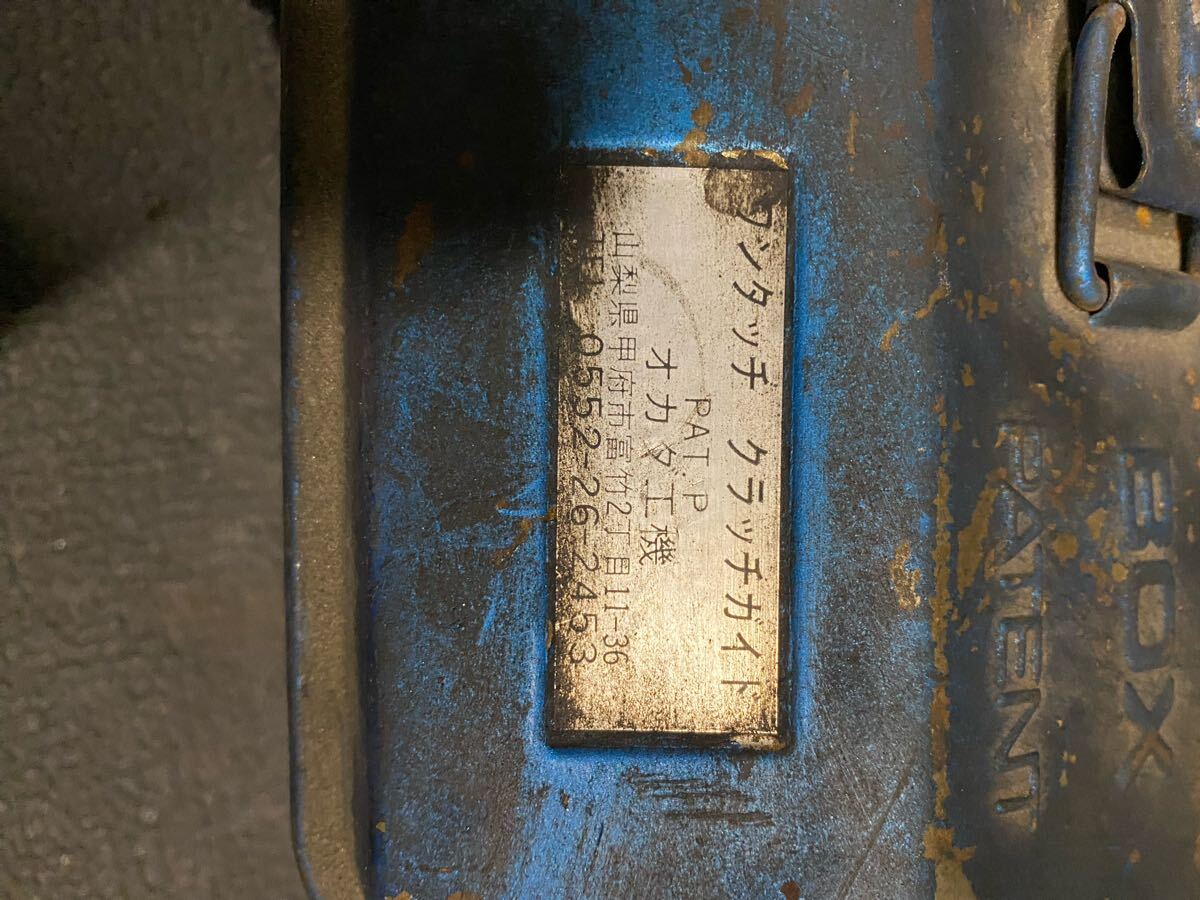 ワンタッチ クラッチガイド
PAT.P
オカダ工機
山梨県甲府市富竹2丁目11-36
TEL 0552-26-2453
BOX
PATENT